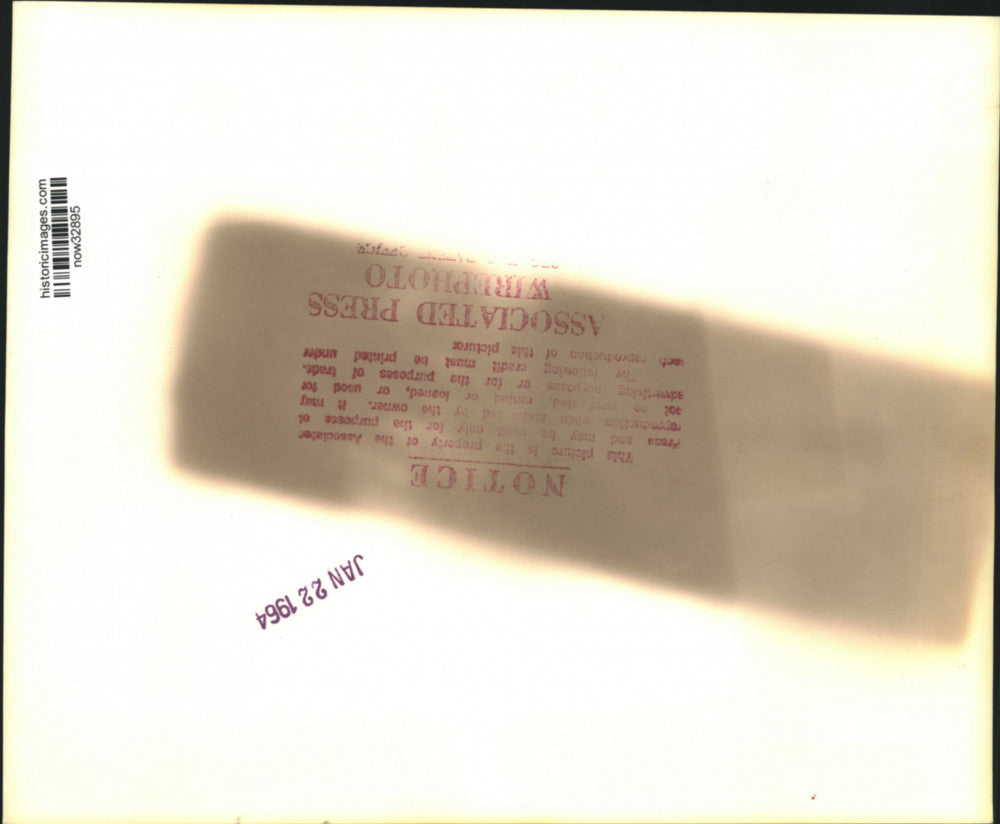 historicimages.com
now32895
NOTICE
This picture is the property of the Associated
Press and may be used only for the purposes of
reproduction when authorized by the owner. It may
not be syndicated, rented or loaned, or used for
advertising purposes or for the purposes of trade.
The following credit must be printed under
each reproduction of this picture:
ASSOCIATED PRESS
WIREPHOTO
PATENT OFFICE
JAN 22 1964